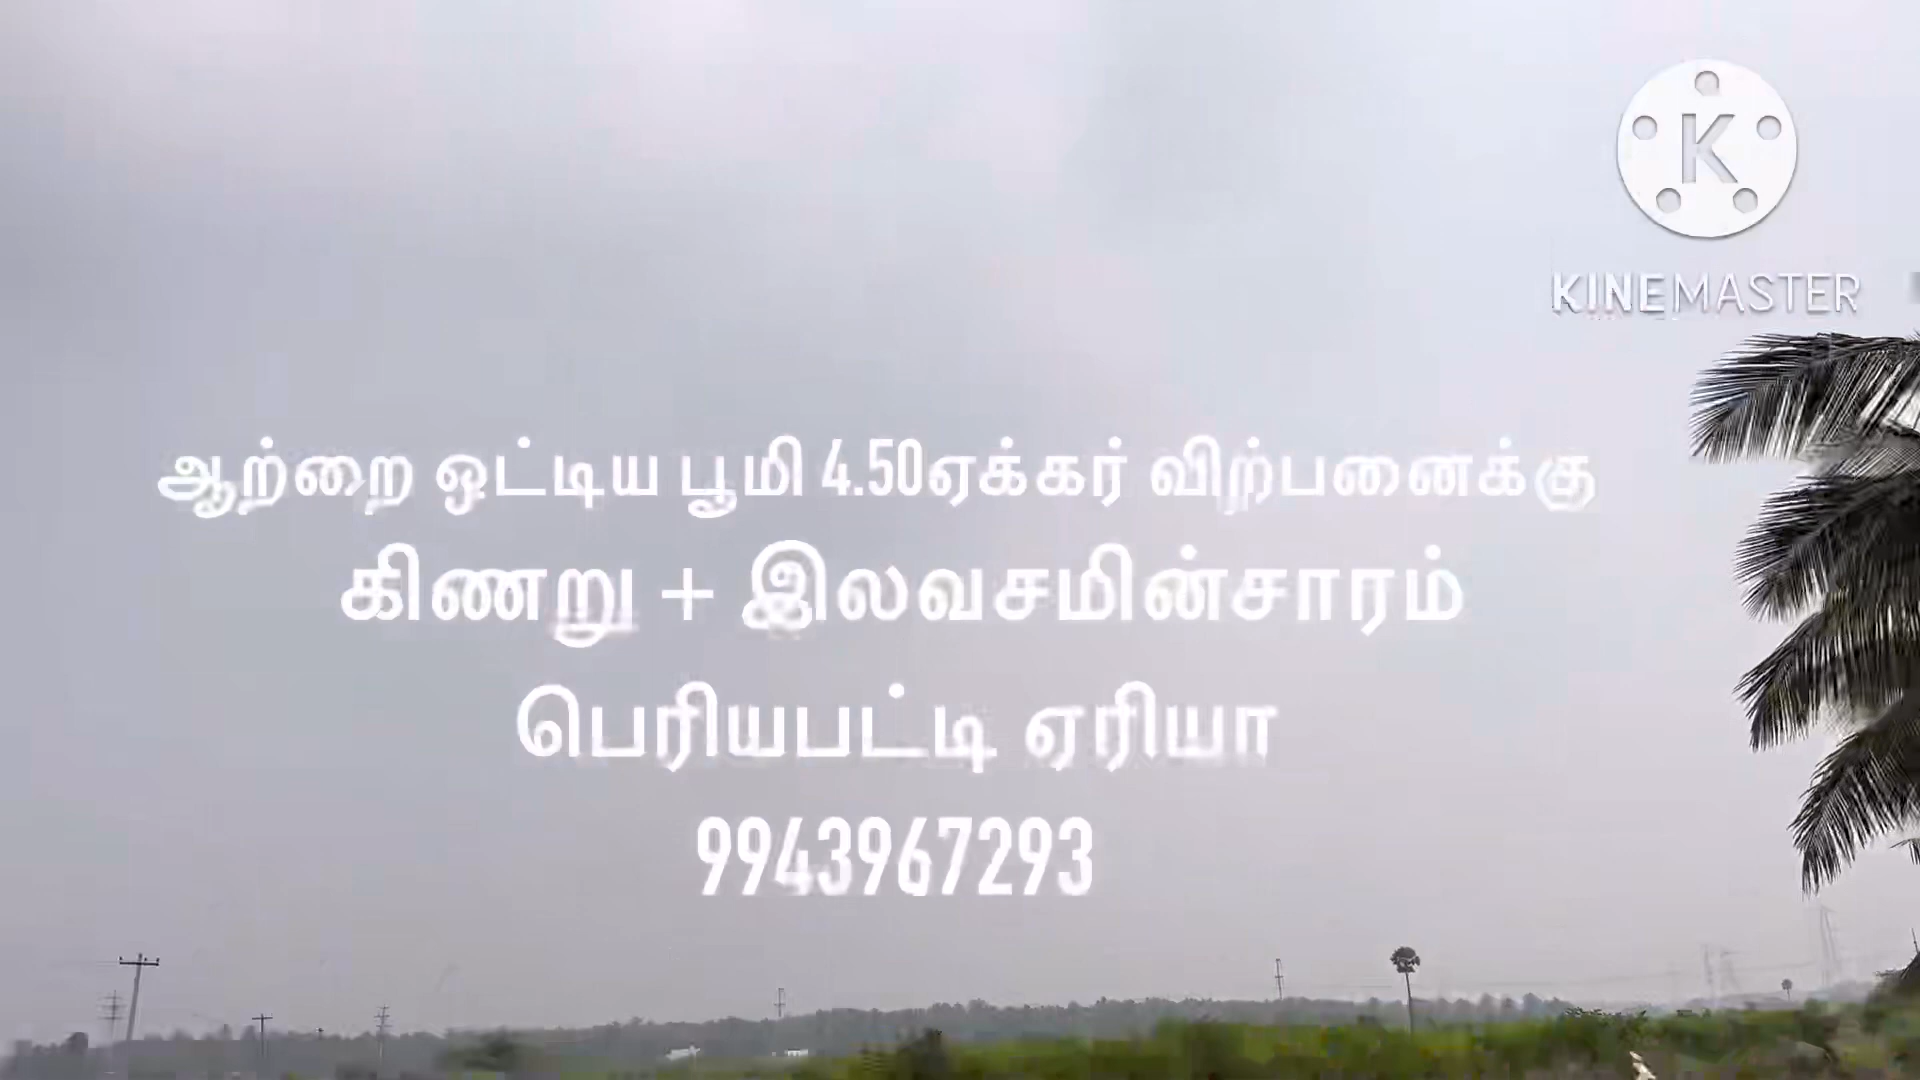 KINEMASTER
ஆற்றை ஒட்டிய பூமி 4.50ஏக்கர் விற்பனைக்கு
கிணறு + இலவசமின்சாரம்
பெரியபட்டி ஏரியா
9943967293